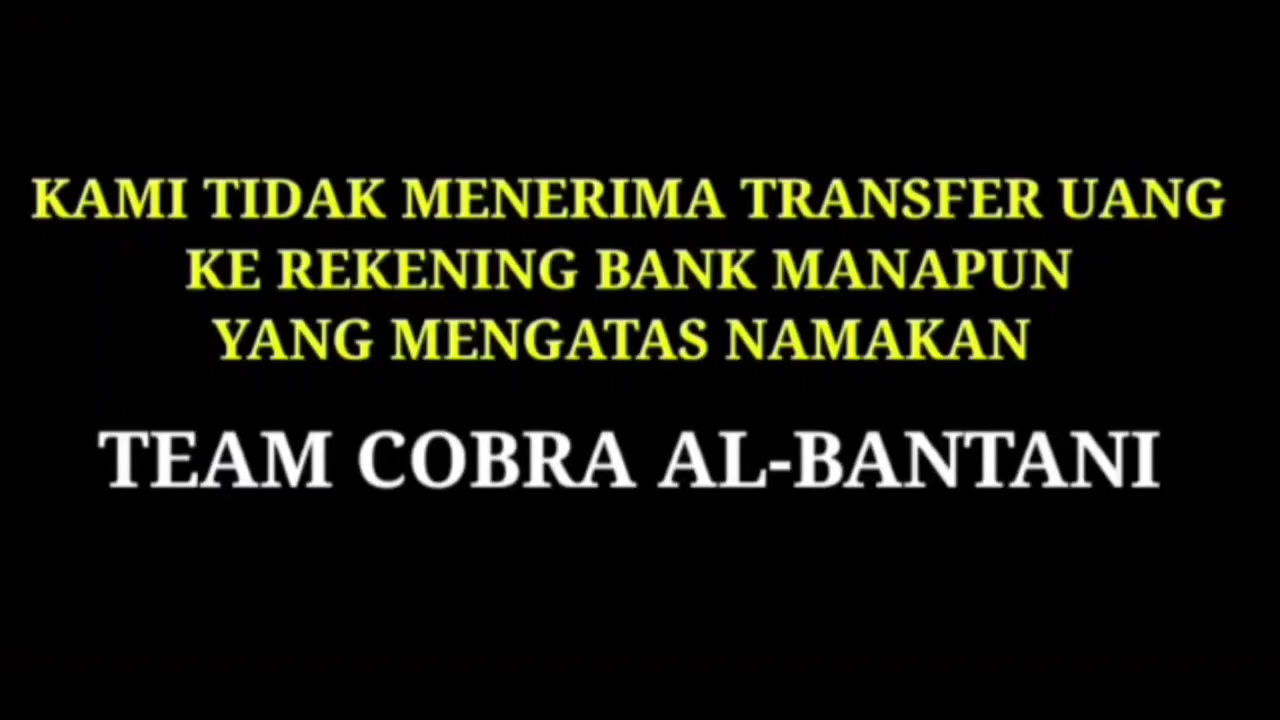 KAMI TIDAK MENERIMA TRANSFER UANG
KE REKENING BANK MANAPUN
YANG MENGATAS NAMAKAN
TEAM COBRA AL-BANTANI